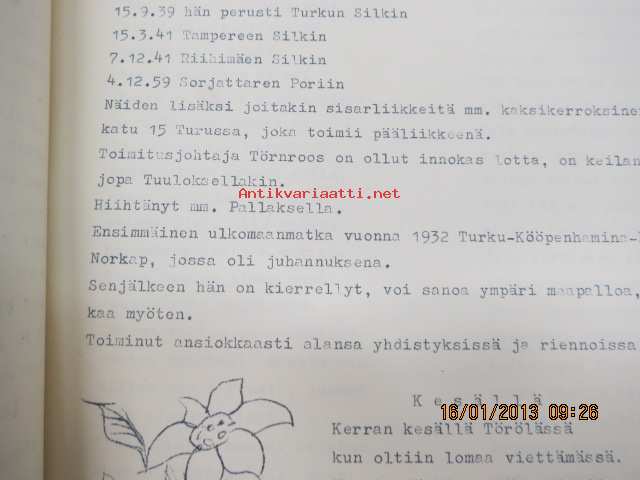 15.9.39 hän perusti Turkun Silkin
15.3.41 Tampereen Silkin
7.12.41 Riihimäen Silkin
4.12.59 Sorjattaren Poriin
Näiden lisäksi joitakin sisarliikkeitä mm. kaksikerroksine
katu 15 Turussa, joka toimii pääliikkeenä.
Toimitusjohtaja Törnroos on ollut innokas lotta, on keilan
jopa Tuuloksellakin.
Antikvariaatti.net
Hiihtänyt mm. Pallaksella.
Ensimmäinen ulkomaanmatka vuonna 1932 Turku-Kööpenhamina-
Norkap, jossa oli juhannuksena.
Senjälkeen hän on kierrellyt, voi sanoa ympäri maapalloa,
kaa myöten.
Toiminut ansiokkaasti alansa yhdistyksissä ja riennoissa
K e s ä l l ä
16/01/2013 09:26
Kerran kesällä Törölässä
kun oltiin lomaa viettämässä.